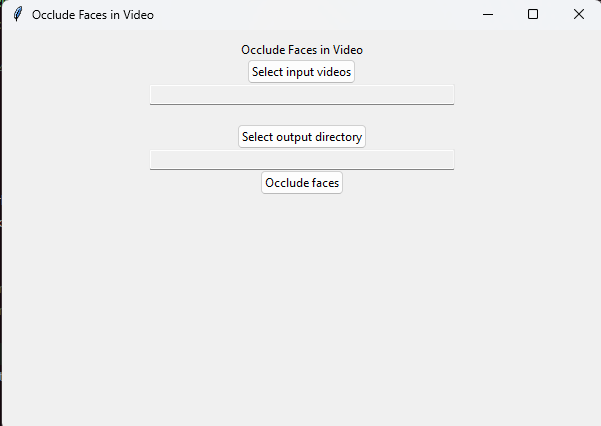 Occlude Faces in Video
Occlude Faces in Video
Select input videos
Select output directory
Occlude faces